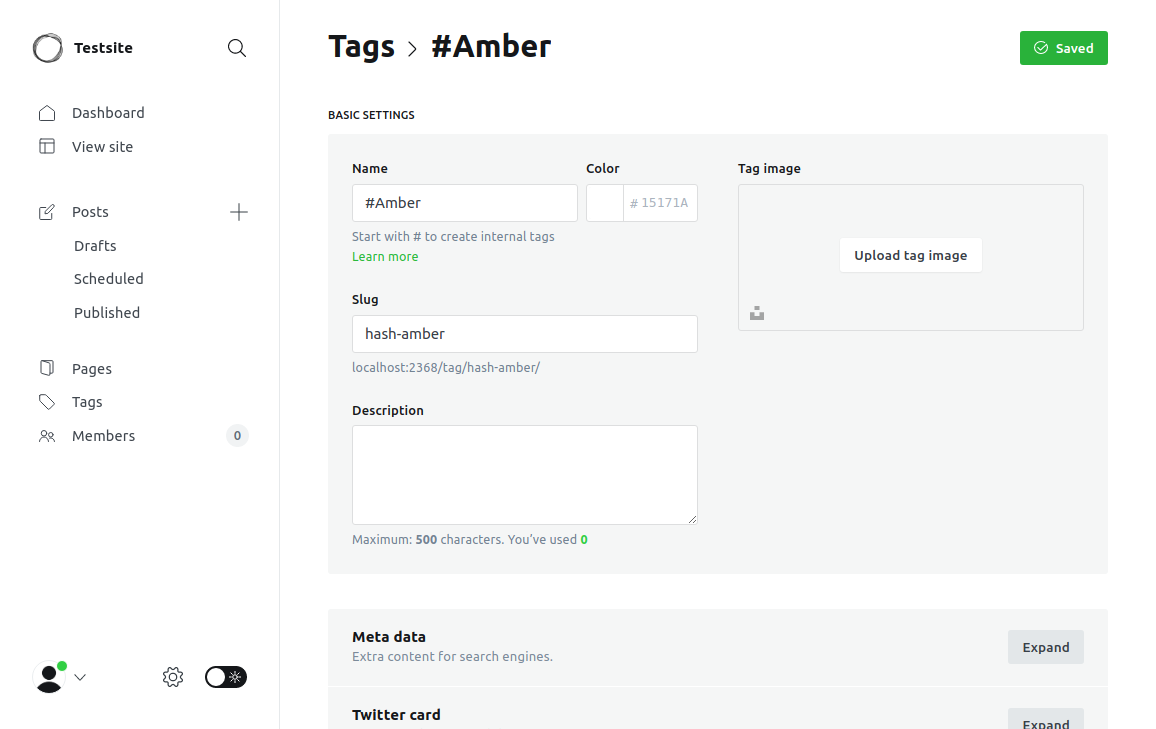 Testsite
Dashboard
View site
Posts
Drafts
Scheduled
Published
Pages
Tags
Members 0
Tags > #Amber
Saved
BASIC SETTINGS
Name
#Amber
Color
# 15171A
Start with # to create internal tags
Learn more
Slug
hash-amber
localhost:2368/tag/hash-amber/
Description
Maximum: 500 characters. You’ve used 0
Tag image
Upload tag image
Meta data
Extra content for search engines.
Expand
Twitter card
Expand